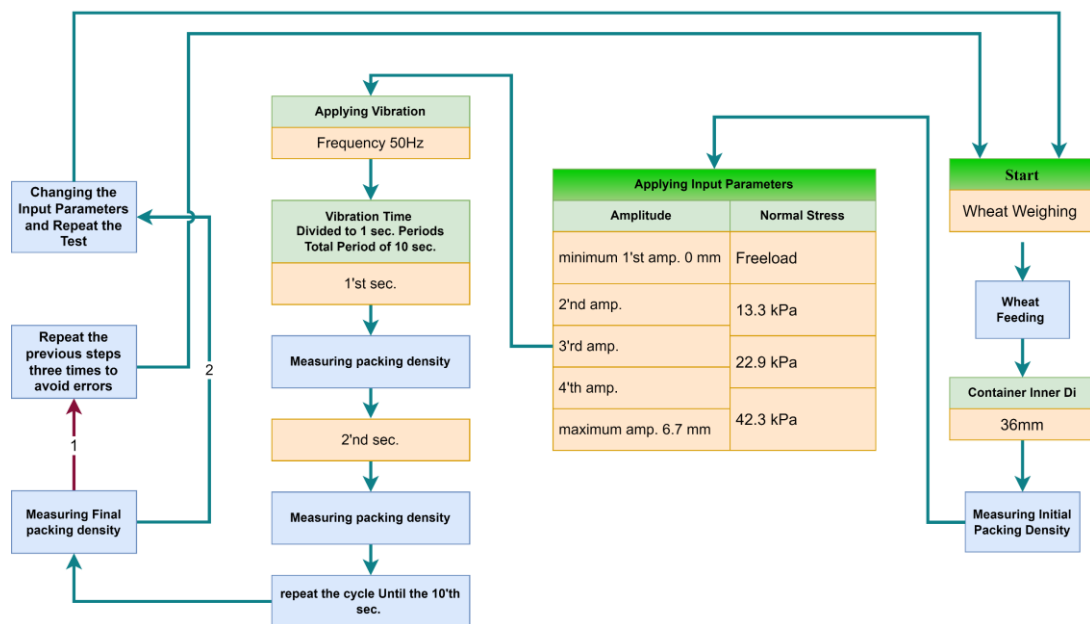 Start
Wheat Weighing
Wheat
Feeding
Container Inner Di
36mm
Measuring Initial
Packing Density
Applying Input Parameters
Amplitude
Normal Stress
minimum 1'st amp. 0 mm
Freeload
2'nd amp.
13.3 kPa
3'rd amp.
22.9 kPa
4'th amp.
42.3 kPa
maximum amp. 6.7 mm
Applying Vibration
Frequency 50Hz
Vibration Time
Divided to 1 sec. Periods
Total Period of 10 sec.
1'st sec.
Measuring packing density
2'nd sec.
Measuring packing density
repeat the cycle Until the 10'th
sec.
Measuring Final
packing density
1
Repeat the
previous steps
three times to
avoid errors
2
Changing the
Input Parameters
and Repeat the
Test